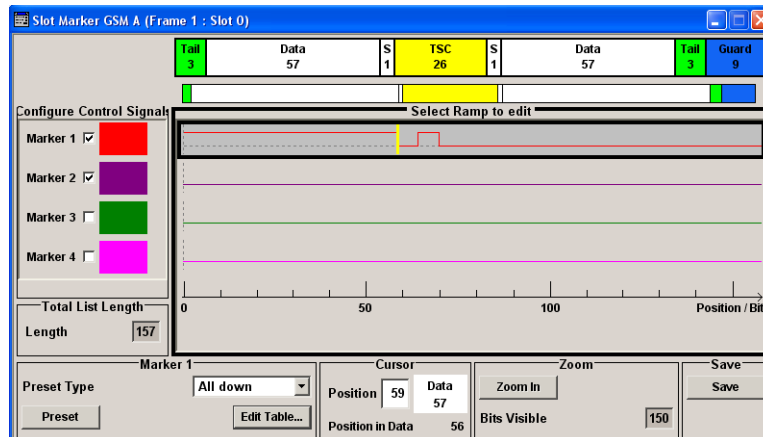 Slot Marker GSM A (Frame 1 : Slot 0)
Tail Data S TSC S Data Tail Guard
3 57 1 26 1 57 3 9
Configure Control Signals
Select Ramp to edit
Marker 1
Marker 2
Marker 3
Marker 4
0 50 100 Position / Bit
Total List Length
Length 157
Marker 1
Preset Type All down
Preset Edit Table...
Cursor
Position 59 Data
57
Position in Data 56
Zoom
Zoom In
Bits Visible 150
Save
Save